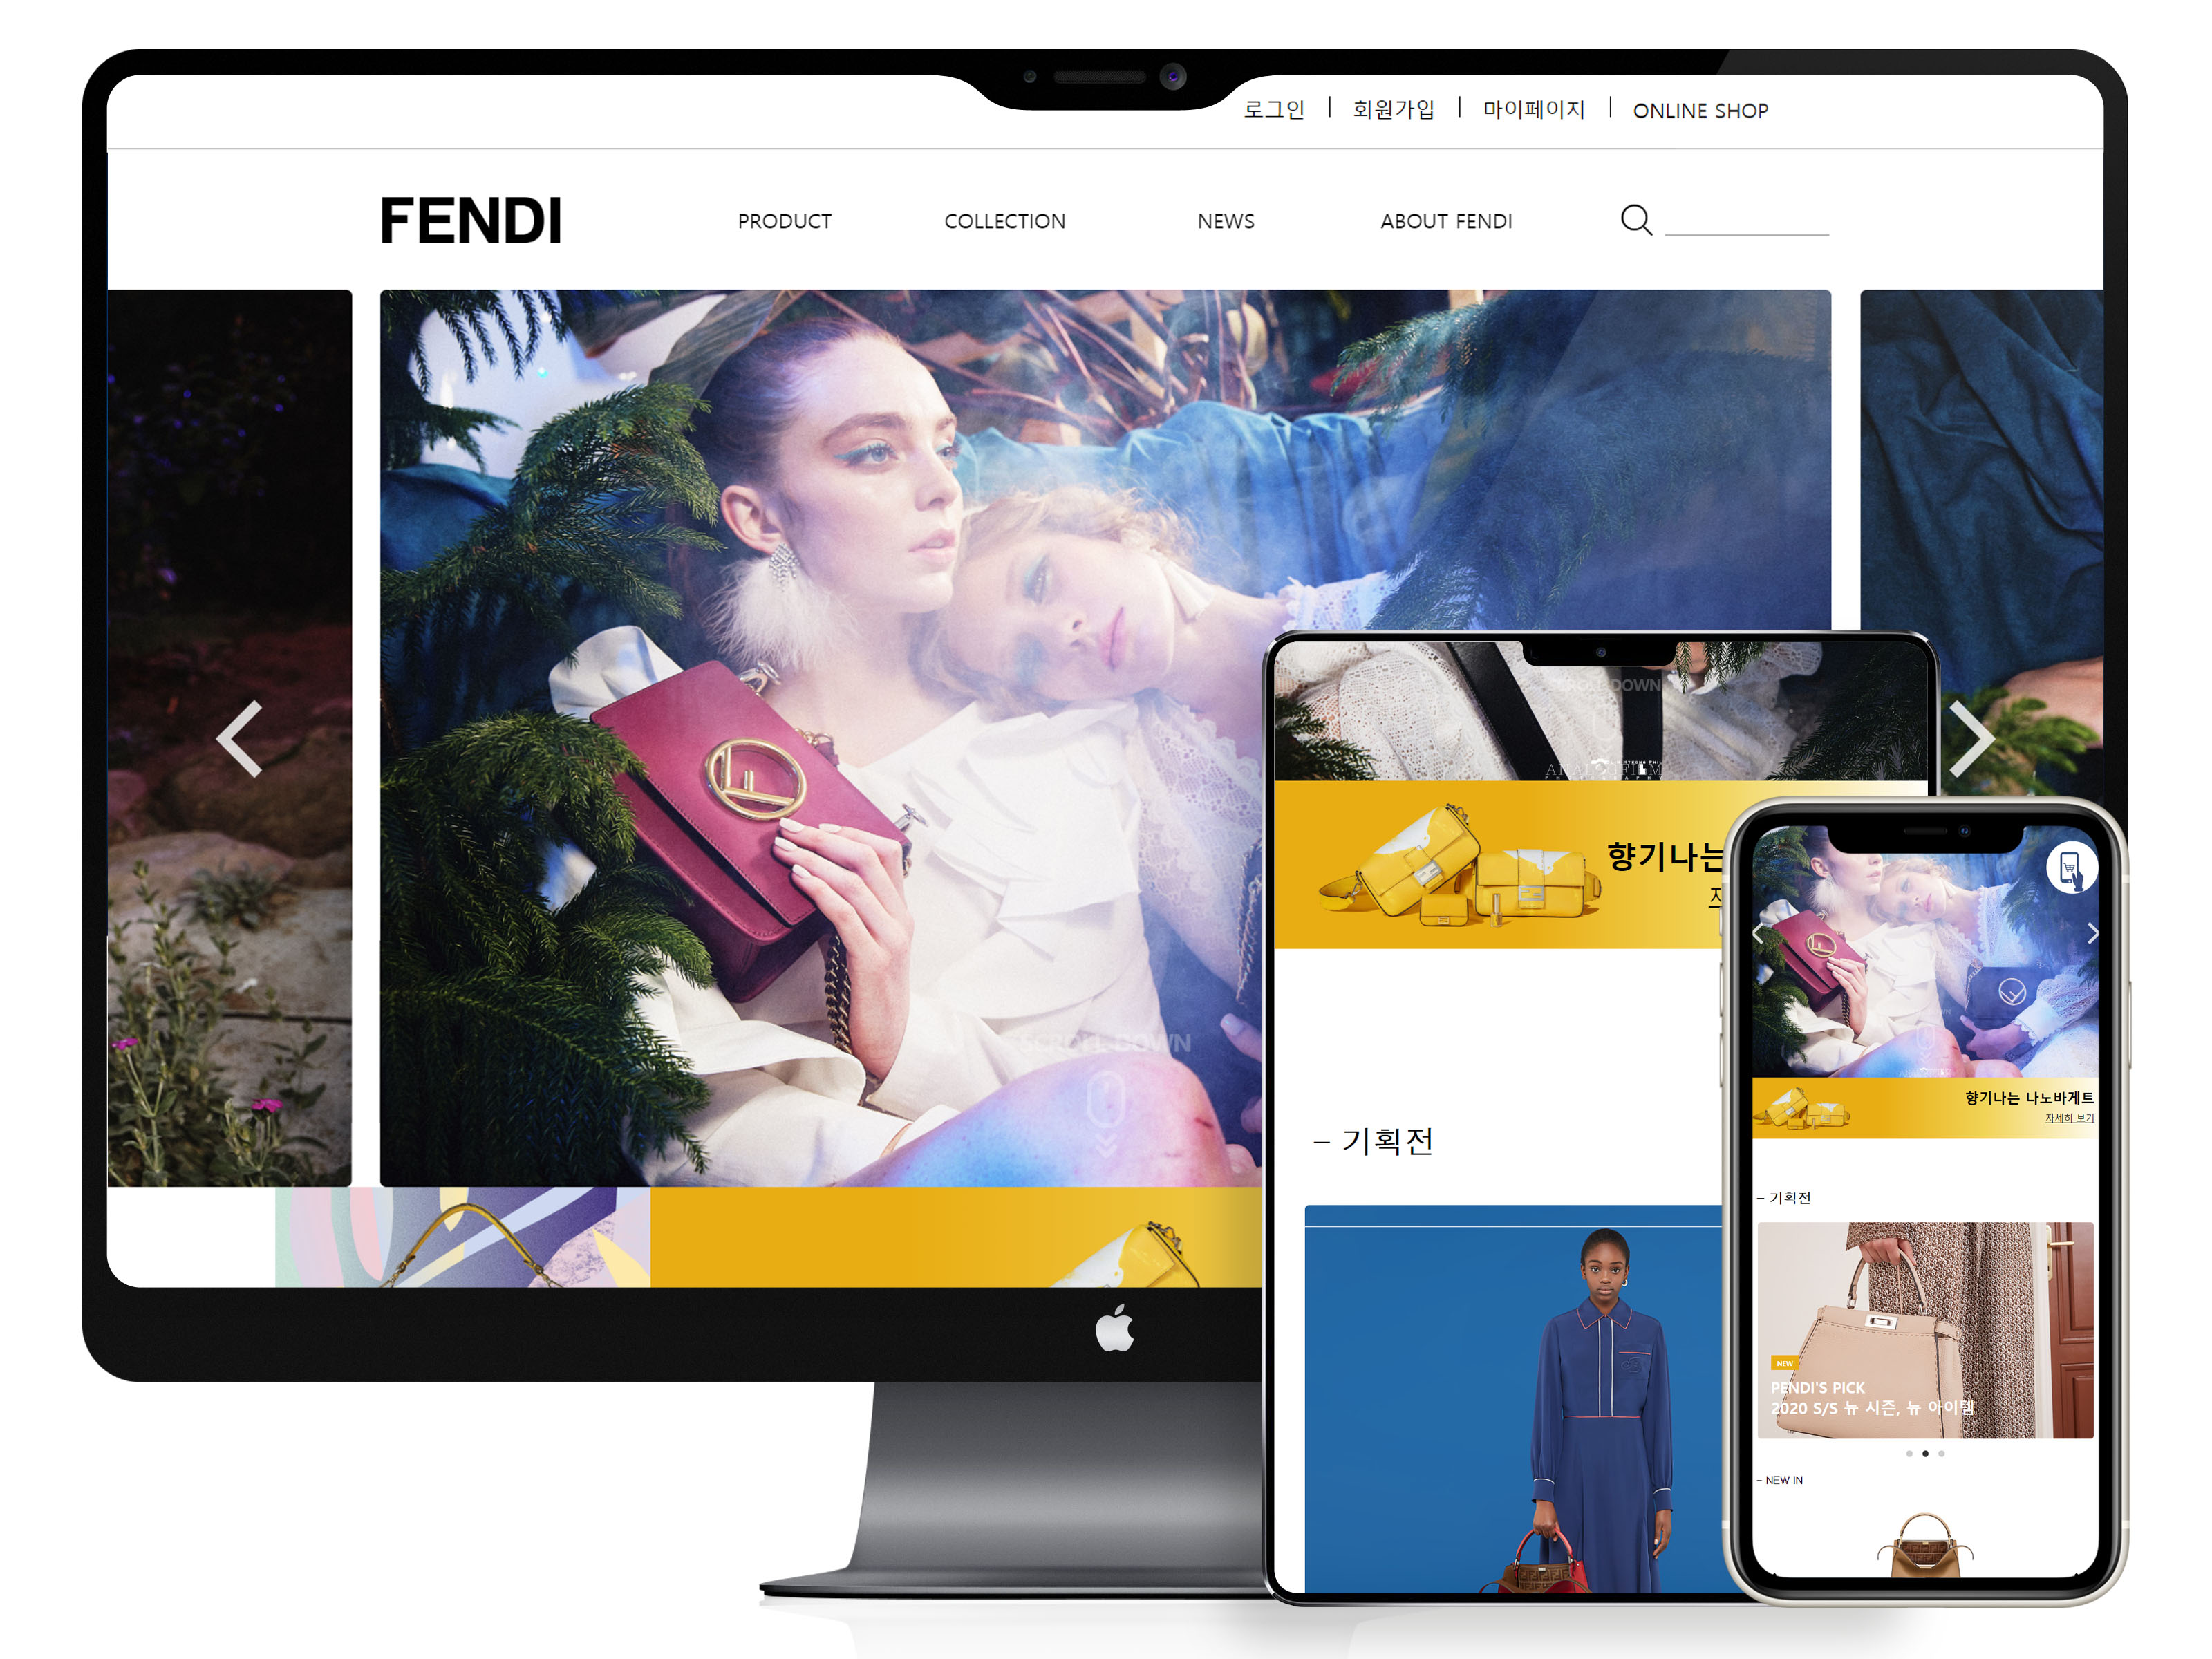 로그인 | 회원가입 | 마이페이지 | ONLINE SHOP
FENDI PRODUCT COLLECTION NEWS ABOUT FENDI
SCROLL DOWN
DOWN
향기나는
– 기획전
향기나는 나노바게트
자세히 보기
– 기획전
NEW
PENDI'S PICK
2020 S/S 뉴 시즌, 뉴 아이템
– NEW IN